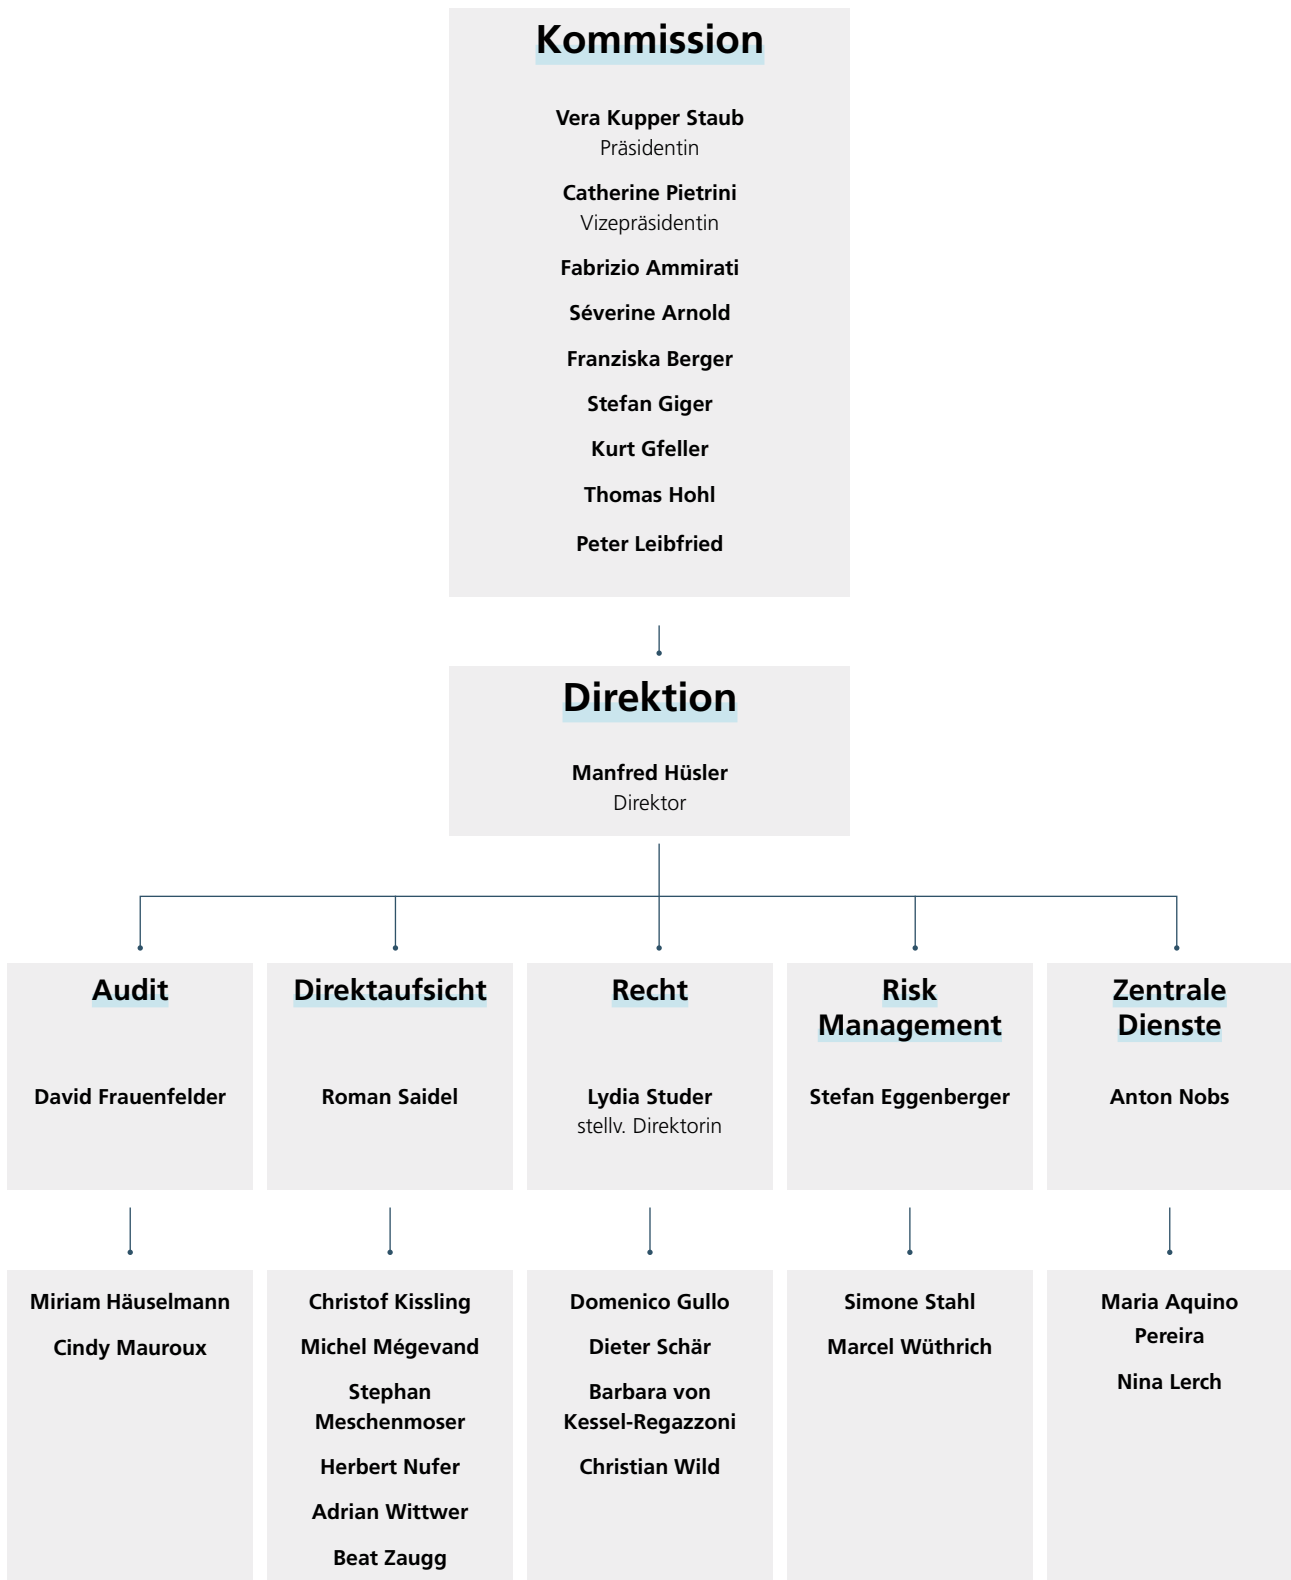 Kommission
Vera Kupper Staub
Präsidentin
Catherine Pietrini
Vizepräsidentin
Fabrizio Ammirati
Séverine Arnold
Franziska Berger
Stefan Giger
Kurt Gfeller
Thomas Hohl
Peter Leibfried
Direktion
Manfred Hüsler
Direktor
Audit
David Frauenfelder
Miriam Häuselmann
Cindy Mauroux
Direktaufsicht
Roman Saidel
Christof Kissling
Michel Mégevand
Stephan
Meschenmoser
Herbert Nufer
Adrian Wittwer
Beat Zaugg
Recht
Lydia Studer
stellv. Direktorin
Domenico Gullo
Dieter Schär
Barbara von
Kessel-Regazzoni
Christian Wild
Risk
Management
Stefan Eggenberger
Simone Stahl
Marcel Wüthrich
Zentrale
Dienste
Anton Nobs
Maria Aquino
Pereira
Nina Lerch